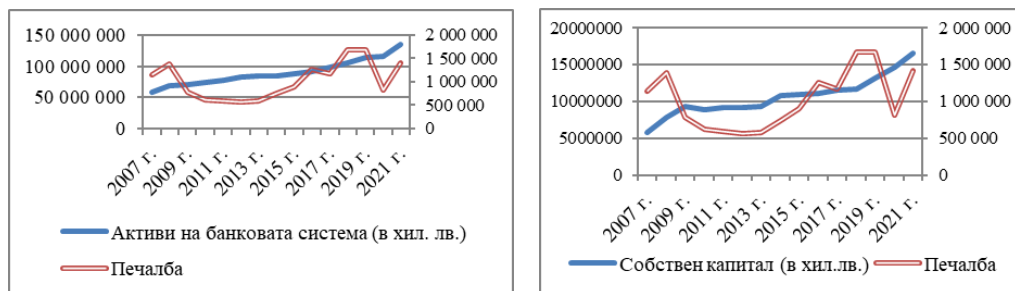 150 000 000
100 000 000
50 000 000
0
2 000 000
1 500 000
1 000 000
500 000
0
2007 г.
2009 г.
2011 г.
2013 г.
2015 г.
2017 г.
2019 г.
2021 г.
Активи на банковата система (в хил. лв.)
Печалба
20000000
15000000
10000000
5000000
0
2 000 000
1 500 000
1 000 000
500 000
0
2007 г.
2009 г.
2011 г.
2013 г.
2015 г.
2017 г.
2019 г.
2021 г.
Собствен капитал (в хил.лв.)
Печалба